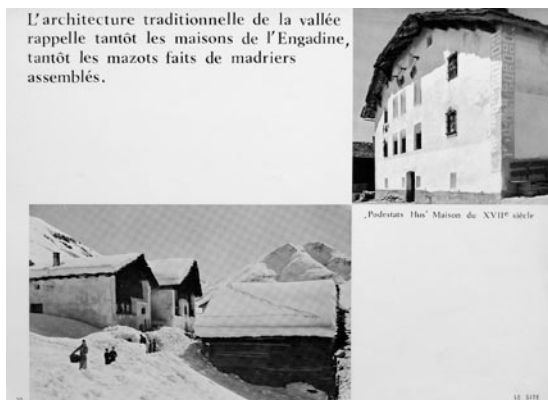 L'architecture traditionnelle de la vallée
rappelle tantôt les maisons de l'Engadine,
tantôt les mazots faits de madriers
assemblés.
„Podestats Hus" Maison du XVIIe siècle
LE SITE